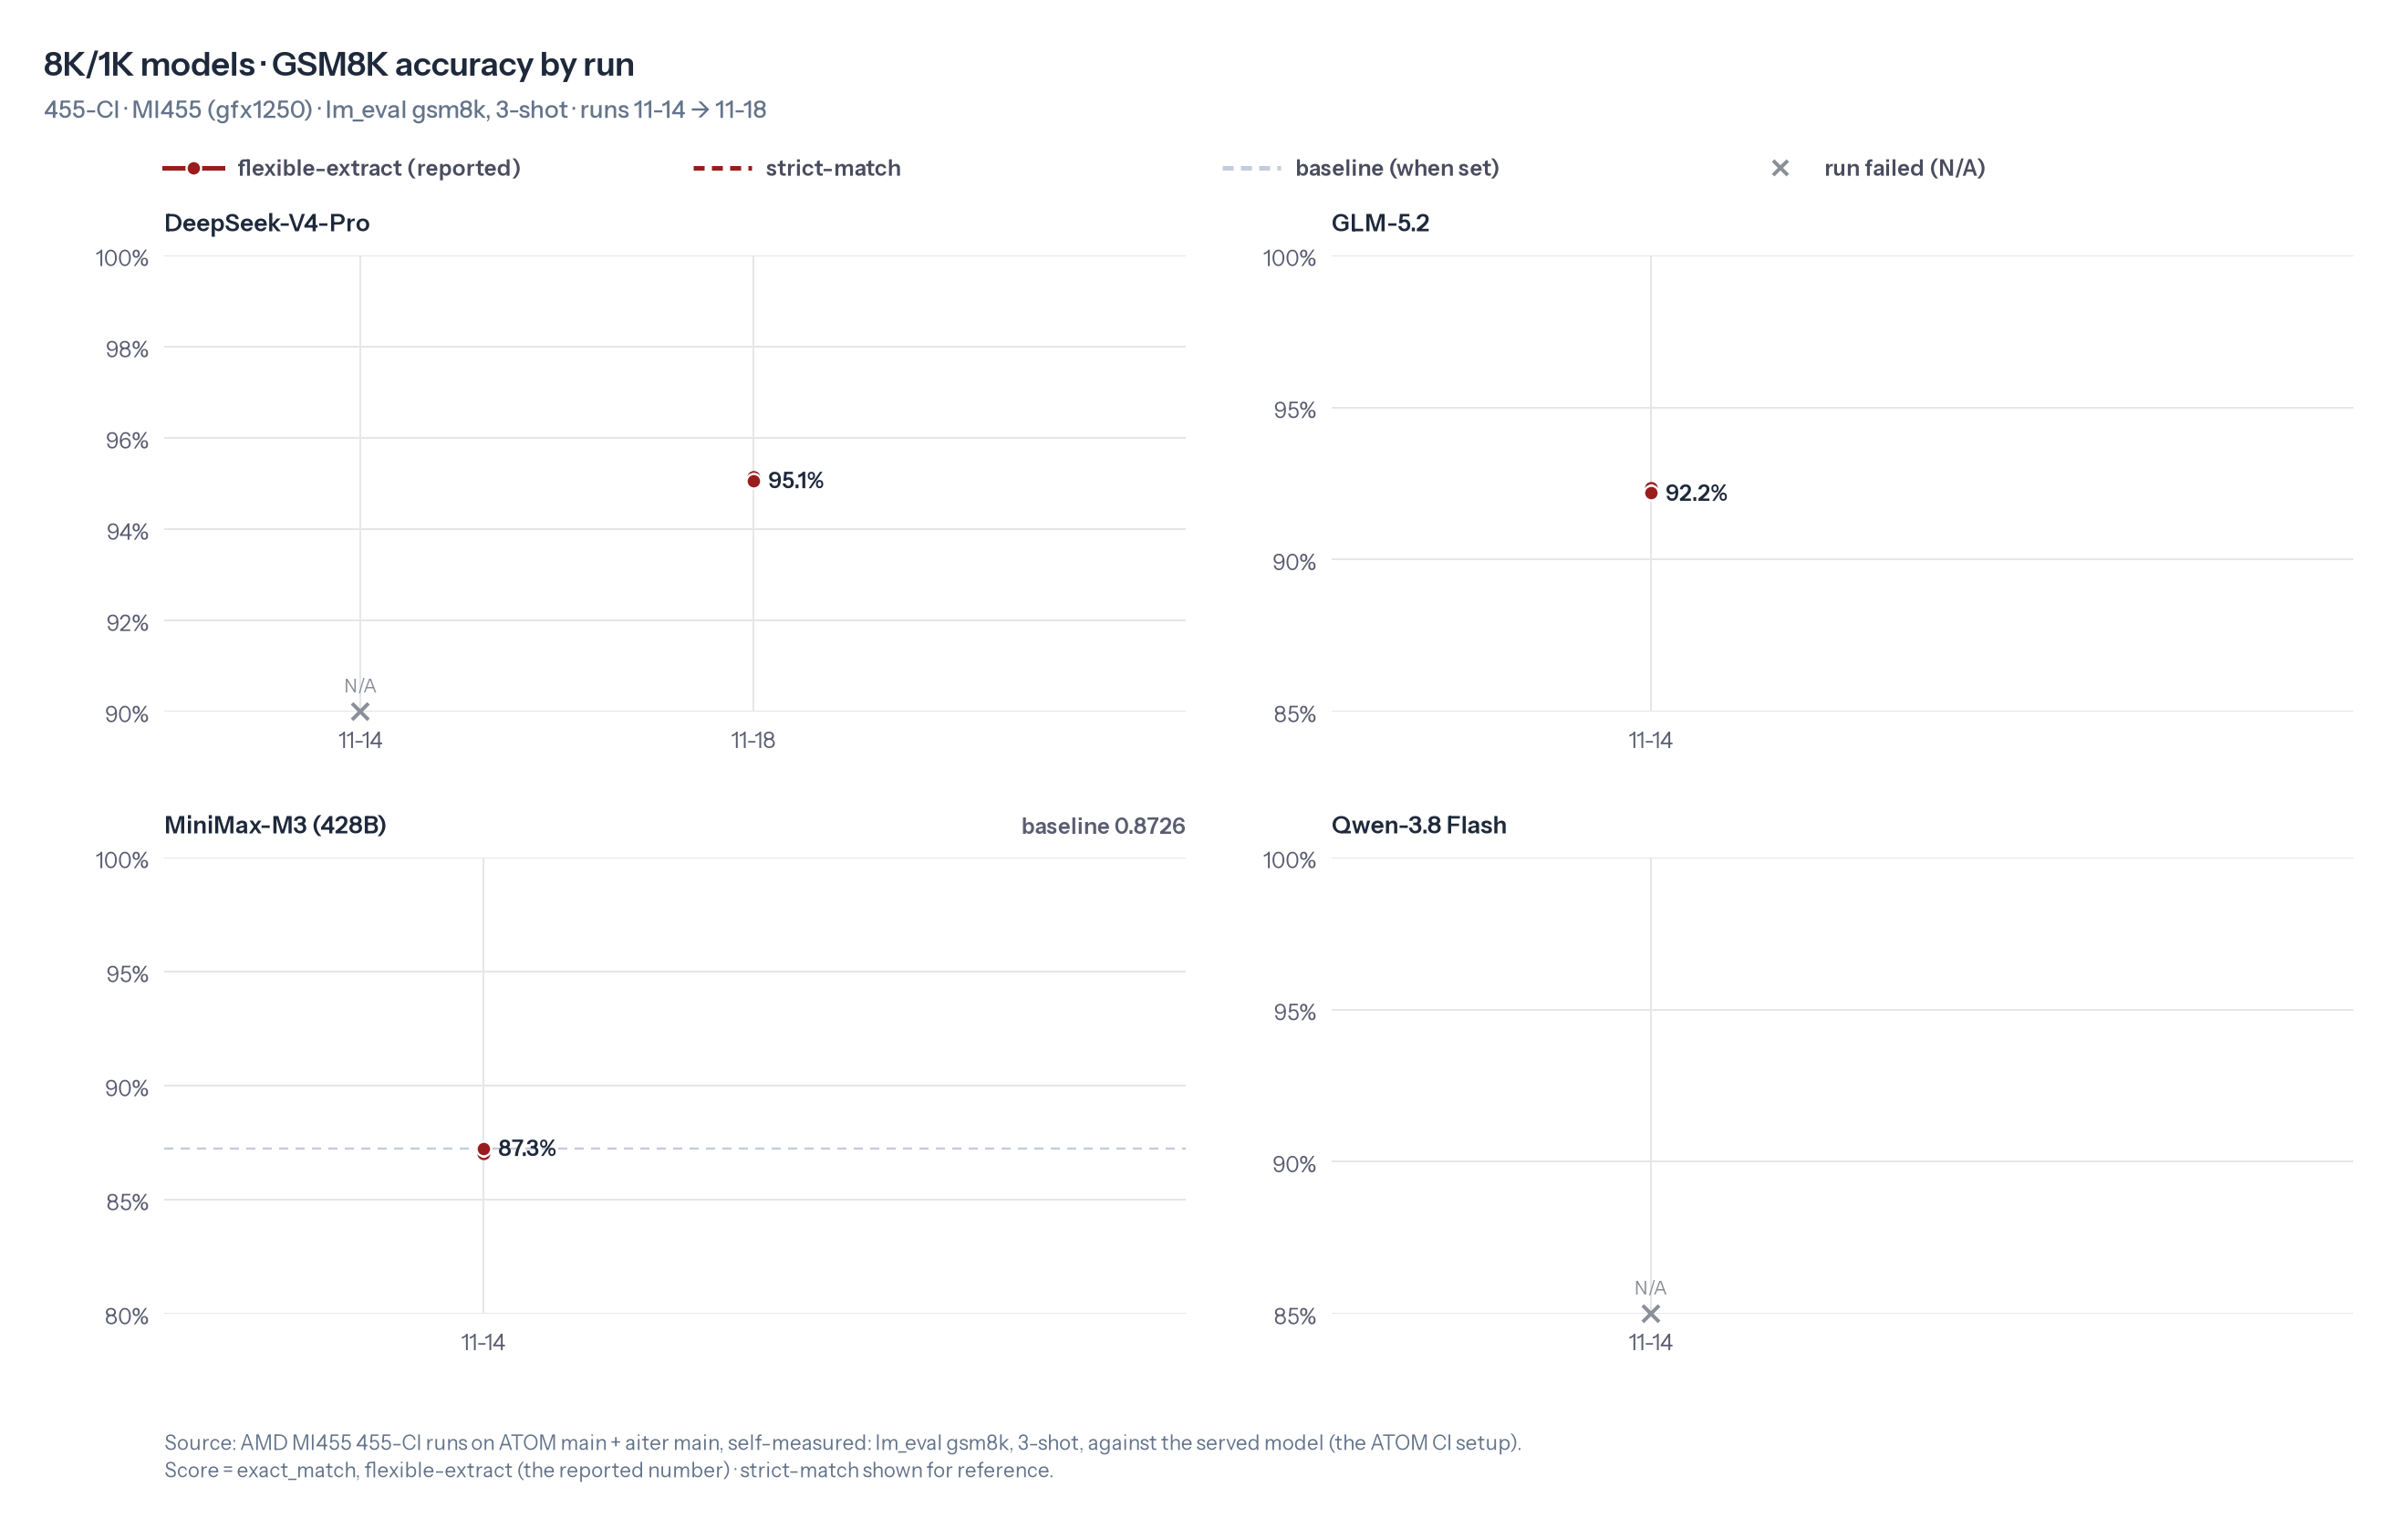 8K/1K models · GSM8K accuracy by run
455-CI · MI455 (gfx1250) · lm_eval gsm8k, 3-shot · runs 11-14 → 11-18
flexible-extract (reported)
strict-match
baseline (when set)
run failed (N/A)
DeepSeek-V4-Pro
100%
98%
96%
94%
92%
90%
95.1%
N/A
11-14
11-18
GLM-5.2
100%
95%
90%
85%
92.2%
11-14
MiniMax-M3 (428B)
baseline 0.8726
100%
95%
90%
85%
80%
87.3%
11-14
Qwen-3.8 Flash
100%
95%
90%
85%
N/A
11-14
Source: AMD MI455 455-CI runs on ATOM main + aiter main, self-measured: lm_eval gsm8k, 3-shot, against the served model (the ATOM CI setup).
Score = exact_match, flexible-extract (the reported number) · strict-match shown for reference.